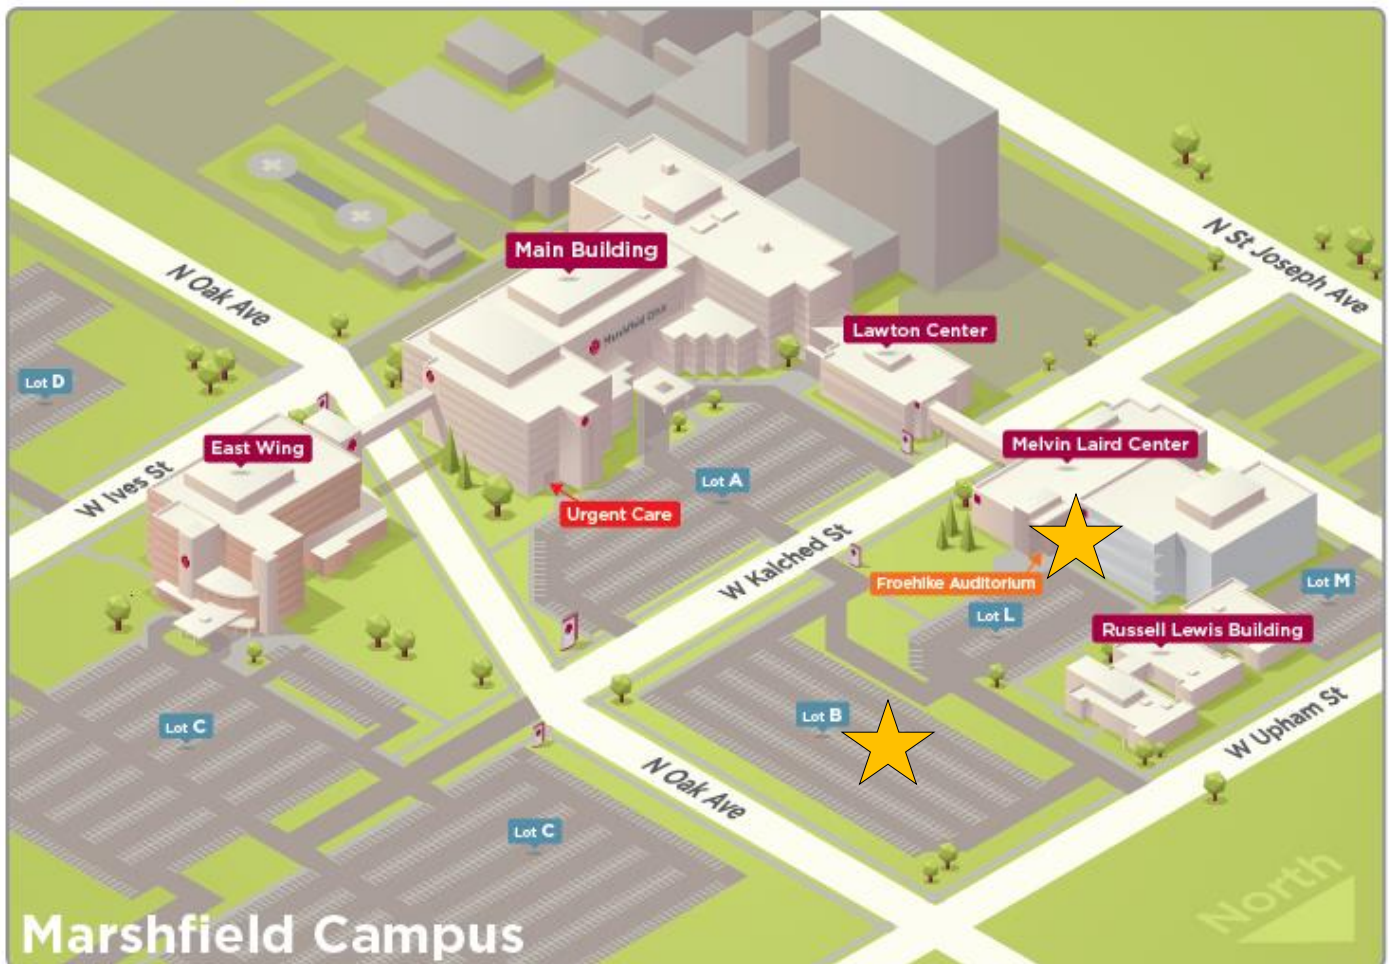 N St Joseph Ave
Main Building
N Oak Ave
Marshfield Clinic
Lawton Center
Lot D
East Wing
Melvin Laird Center
W Ives St
Lot A
Urgent Care
W Kalched St
Froehlke Auditorium
Lot M
Lot L
Russell Lewis Building
Lot B
Lot C
W Upham St
N Oak Ave
Lot C
North
Marshfield Campus